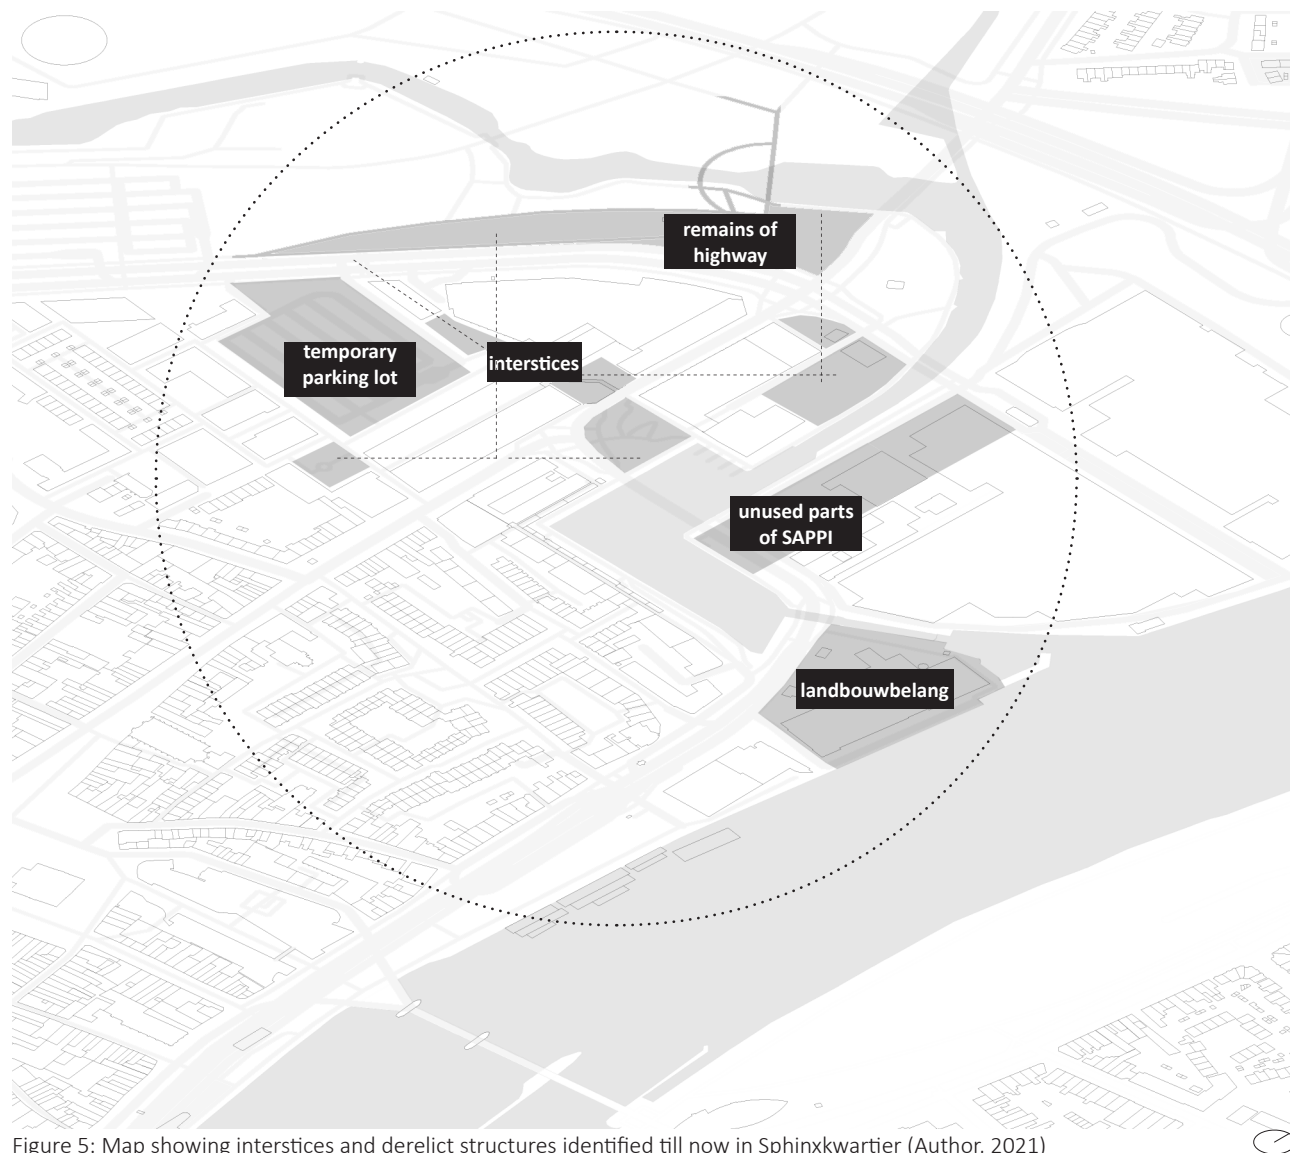 remains of
highway
temporary
parking lot
interstices
unused parts
of SAPPI
landbouwbelang
Figure 5: Map showing interstices and derelict structures identified till now in Sphinxkwartier (Author, 2021)